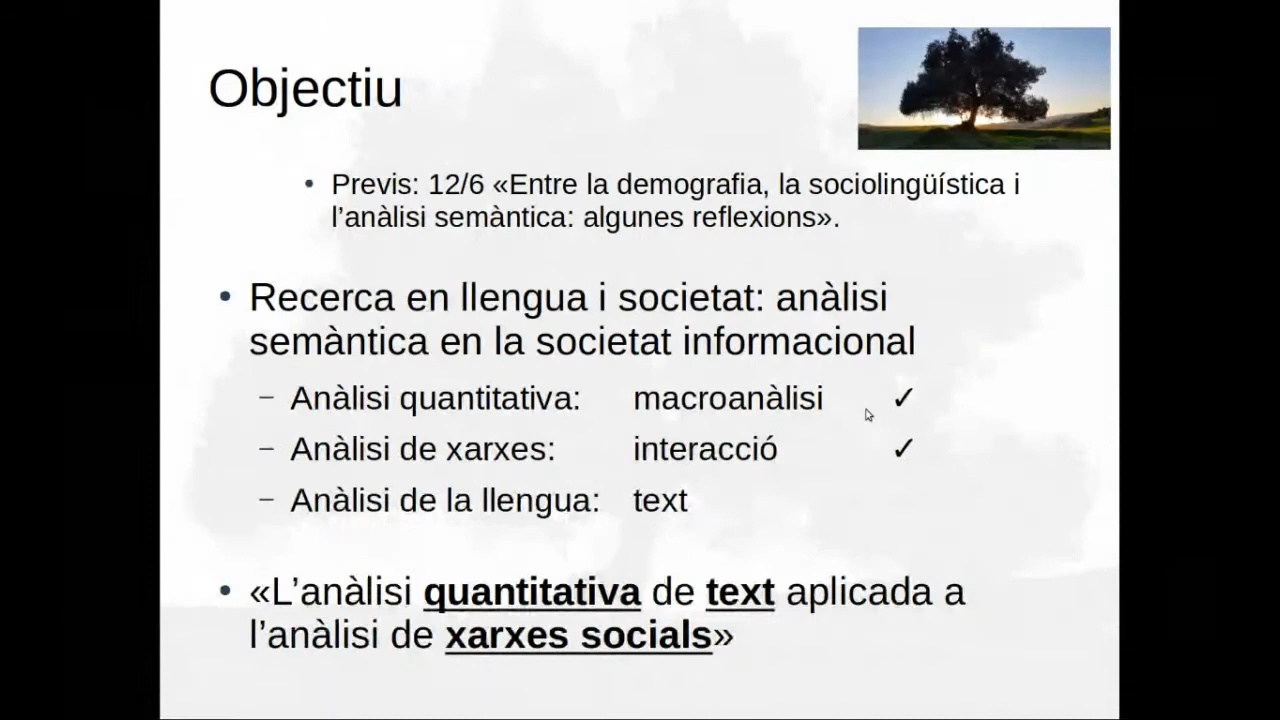 Objectiu
• Previs: 12/6 «Entre la demografia, la sociolingüística i
l’anàlisi semàntica: algunes reflexions».
• Recerca en llengua i societat: anàlisi
semàntica en la societat informacional
– Anàlisi quantitativa: macroanàlisi ✓
– Anàlisi de xarxes: interacció ✓
– Anàlisi de la llengua: text
• «L’anàlisi quantitativa de text aplicada a
l’anàlisi de xarxes socials»